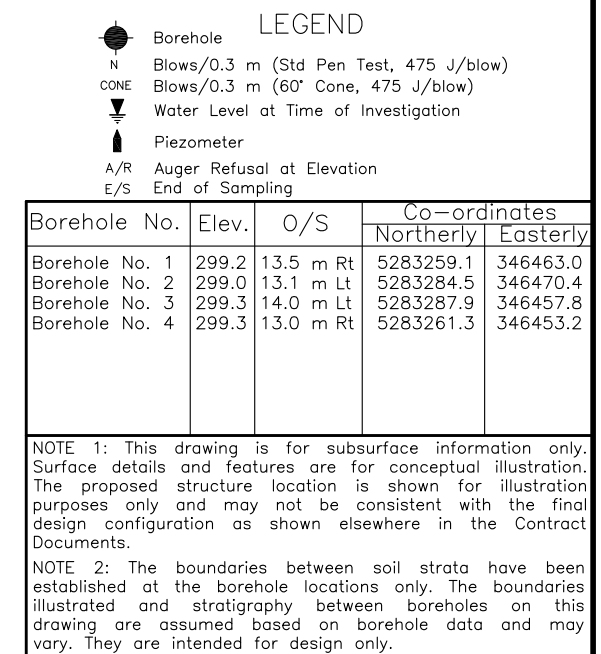 LEGEND
Borehole
N Blows/0.3 m (Std Pen Test, 475 J/blow)
CONE Blows/0.3 m (60° Cone, 475 J/blow)
Water Level at Time of Investigation
Piezometer
A/R Auger Refusal at Elevation
E/S End of Sampling
Borehole No. Elev. O/S Co-ordinates
Northerly Easterly
Borehole No. 1 299.2 13.5 m Rt 5283259.1 346463.0
Borehole No. 2 299.0 13.1 m Lt 5283284.5 346470.4
Borehole No. 3 299.3 14.0 m Lt 5283287.9 346457.8
Borehole No. 4 299.3 13.0 m Rt 5283261.3 346453.2
NOTE 1: This drawing is for subsurface information only.
Surface details and features are for conceptual illustration.
The proposed structure location is shown for illustration
purposes only and may not be consistent with the final
design configuration as shown elsewhere in the Contract
Documents.
NOTE 2: The boundaries between soil strata have been
established at the borehole locations only. The boundaries
illustrated and stratigraphy between boreholes on this
drawing are assumed based on borehole data and may
vary. They are intended for design only.